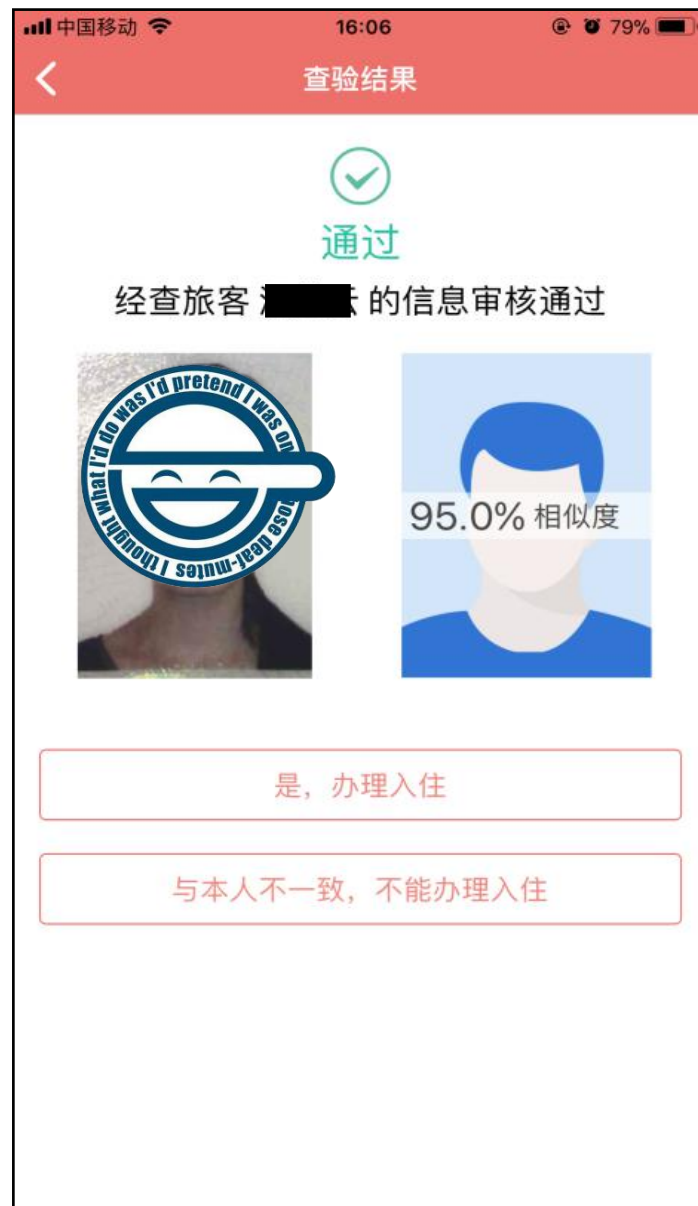 中国移动 16:06 79%
查验结果
通过
经查旅客 的信息审核通过
I thought what I'd do was I'd pretend I was one those deaf-mutes
95.0% 相似度
是，办理入住
与本人不一致，不能办理入住